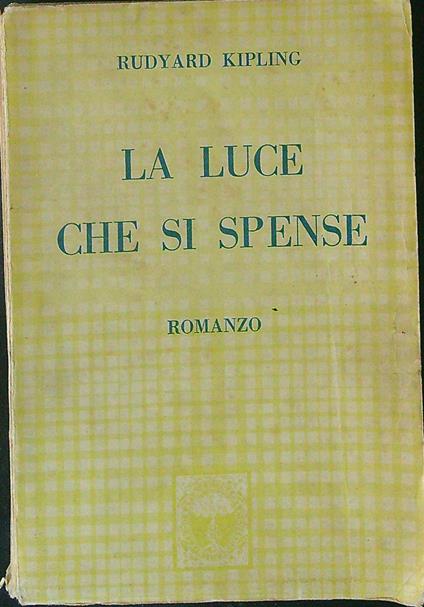 RUDYARD KIPLING
LA LUCE
CHE SI SPENSE
ROMANZO